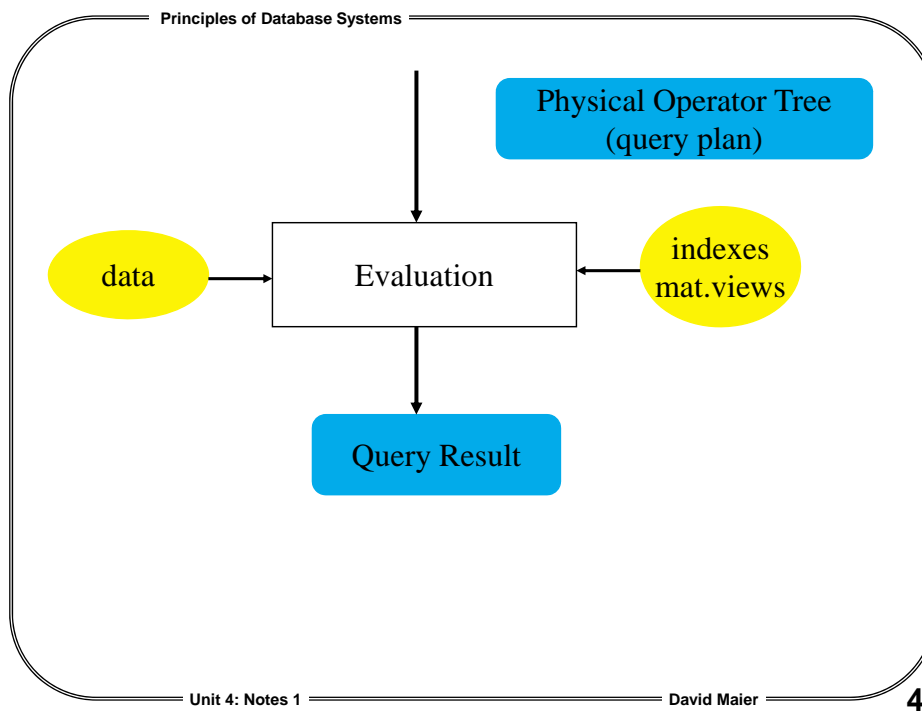 Principles of Database Systems
Physical Operator Tree
(query plan)
data
Evaluation
indexes
mat.views
Query Result
Unit 4: Notes 1
David Maier
4